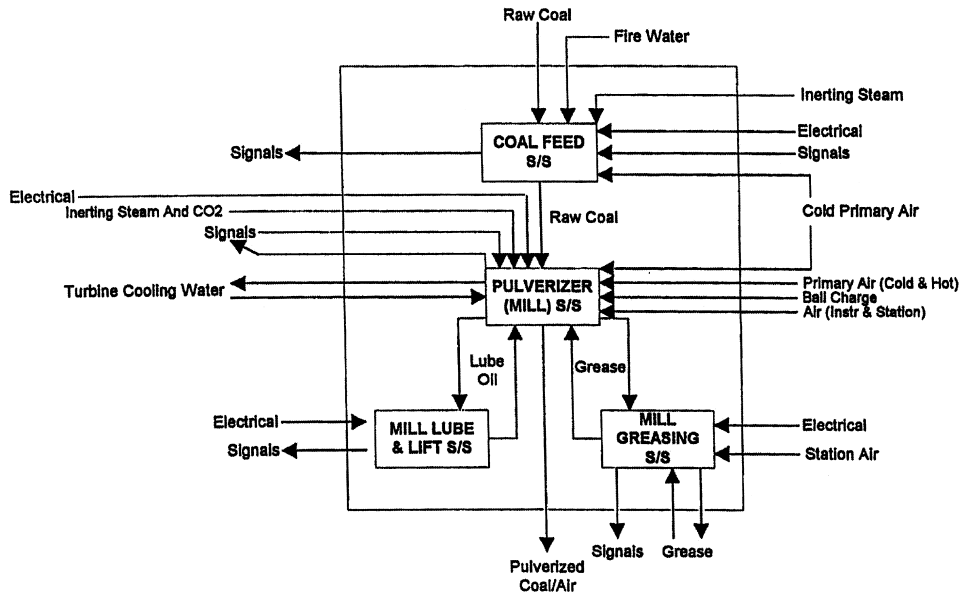 Raw Coal
Fire Water
Inerting Steam
Electrical
Signals
COAL FEED
S/S
Signals
Electrical
Inerting Steam And CO2
Signals
Raw Coal
Cold Primary Air
Turbine Cooling Water
PULVERIZER
(MILL) S/S
Primary Air (Cold & Hot)
Ball Charge
Air (Instr & Station)
Lube
Oil
Grease
Electrical
Signals
MILL LUBE
& LIFT S/S
MILL
GREASING
S/S
Electrical
Station Air
Signals
Grease
Pulverized
Coal/Air